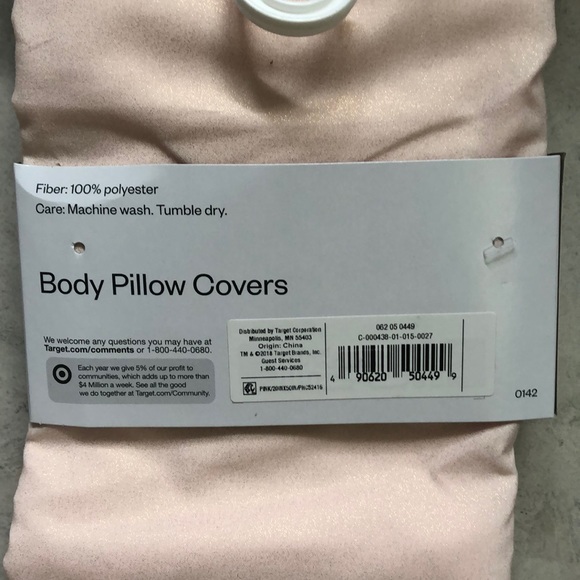 Fiber: 100% polyester
Care: Machine wash. Tumble dry.
Body Pillow Covers
We welcome any questions you may have at
Target.com/comments or 1-800-440-0680.
Each year we give 5% of our profit to
communities, which adds up to more than
$4 Million a week. See all the good
we do together at Target.com/Community.
Distributed by Target Corporation
Minneapolis, MN 55403
Origin: China
TM & ©2018 Target Brands, Inc.
Guest Services
1-800-440-0680
062 05 0449
C-000438-01-015-0027
4 90620 50449 9
0142